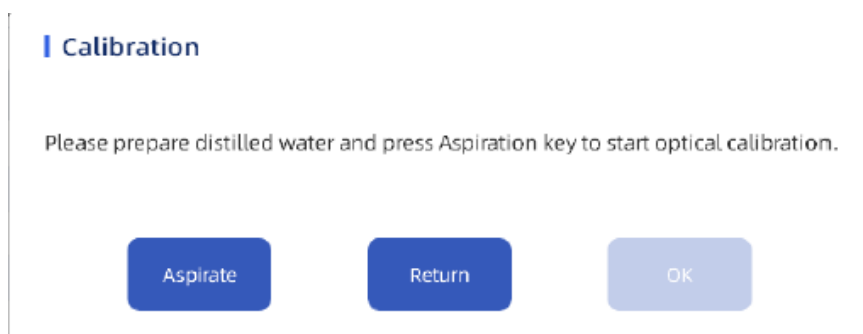 Calibration
Please prepare distilled water and press Aspiration key to start optical calibration.
Aspirate Return OK